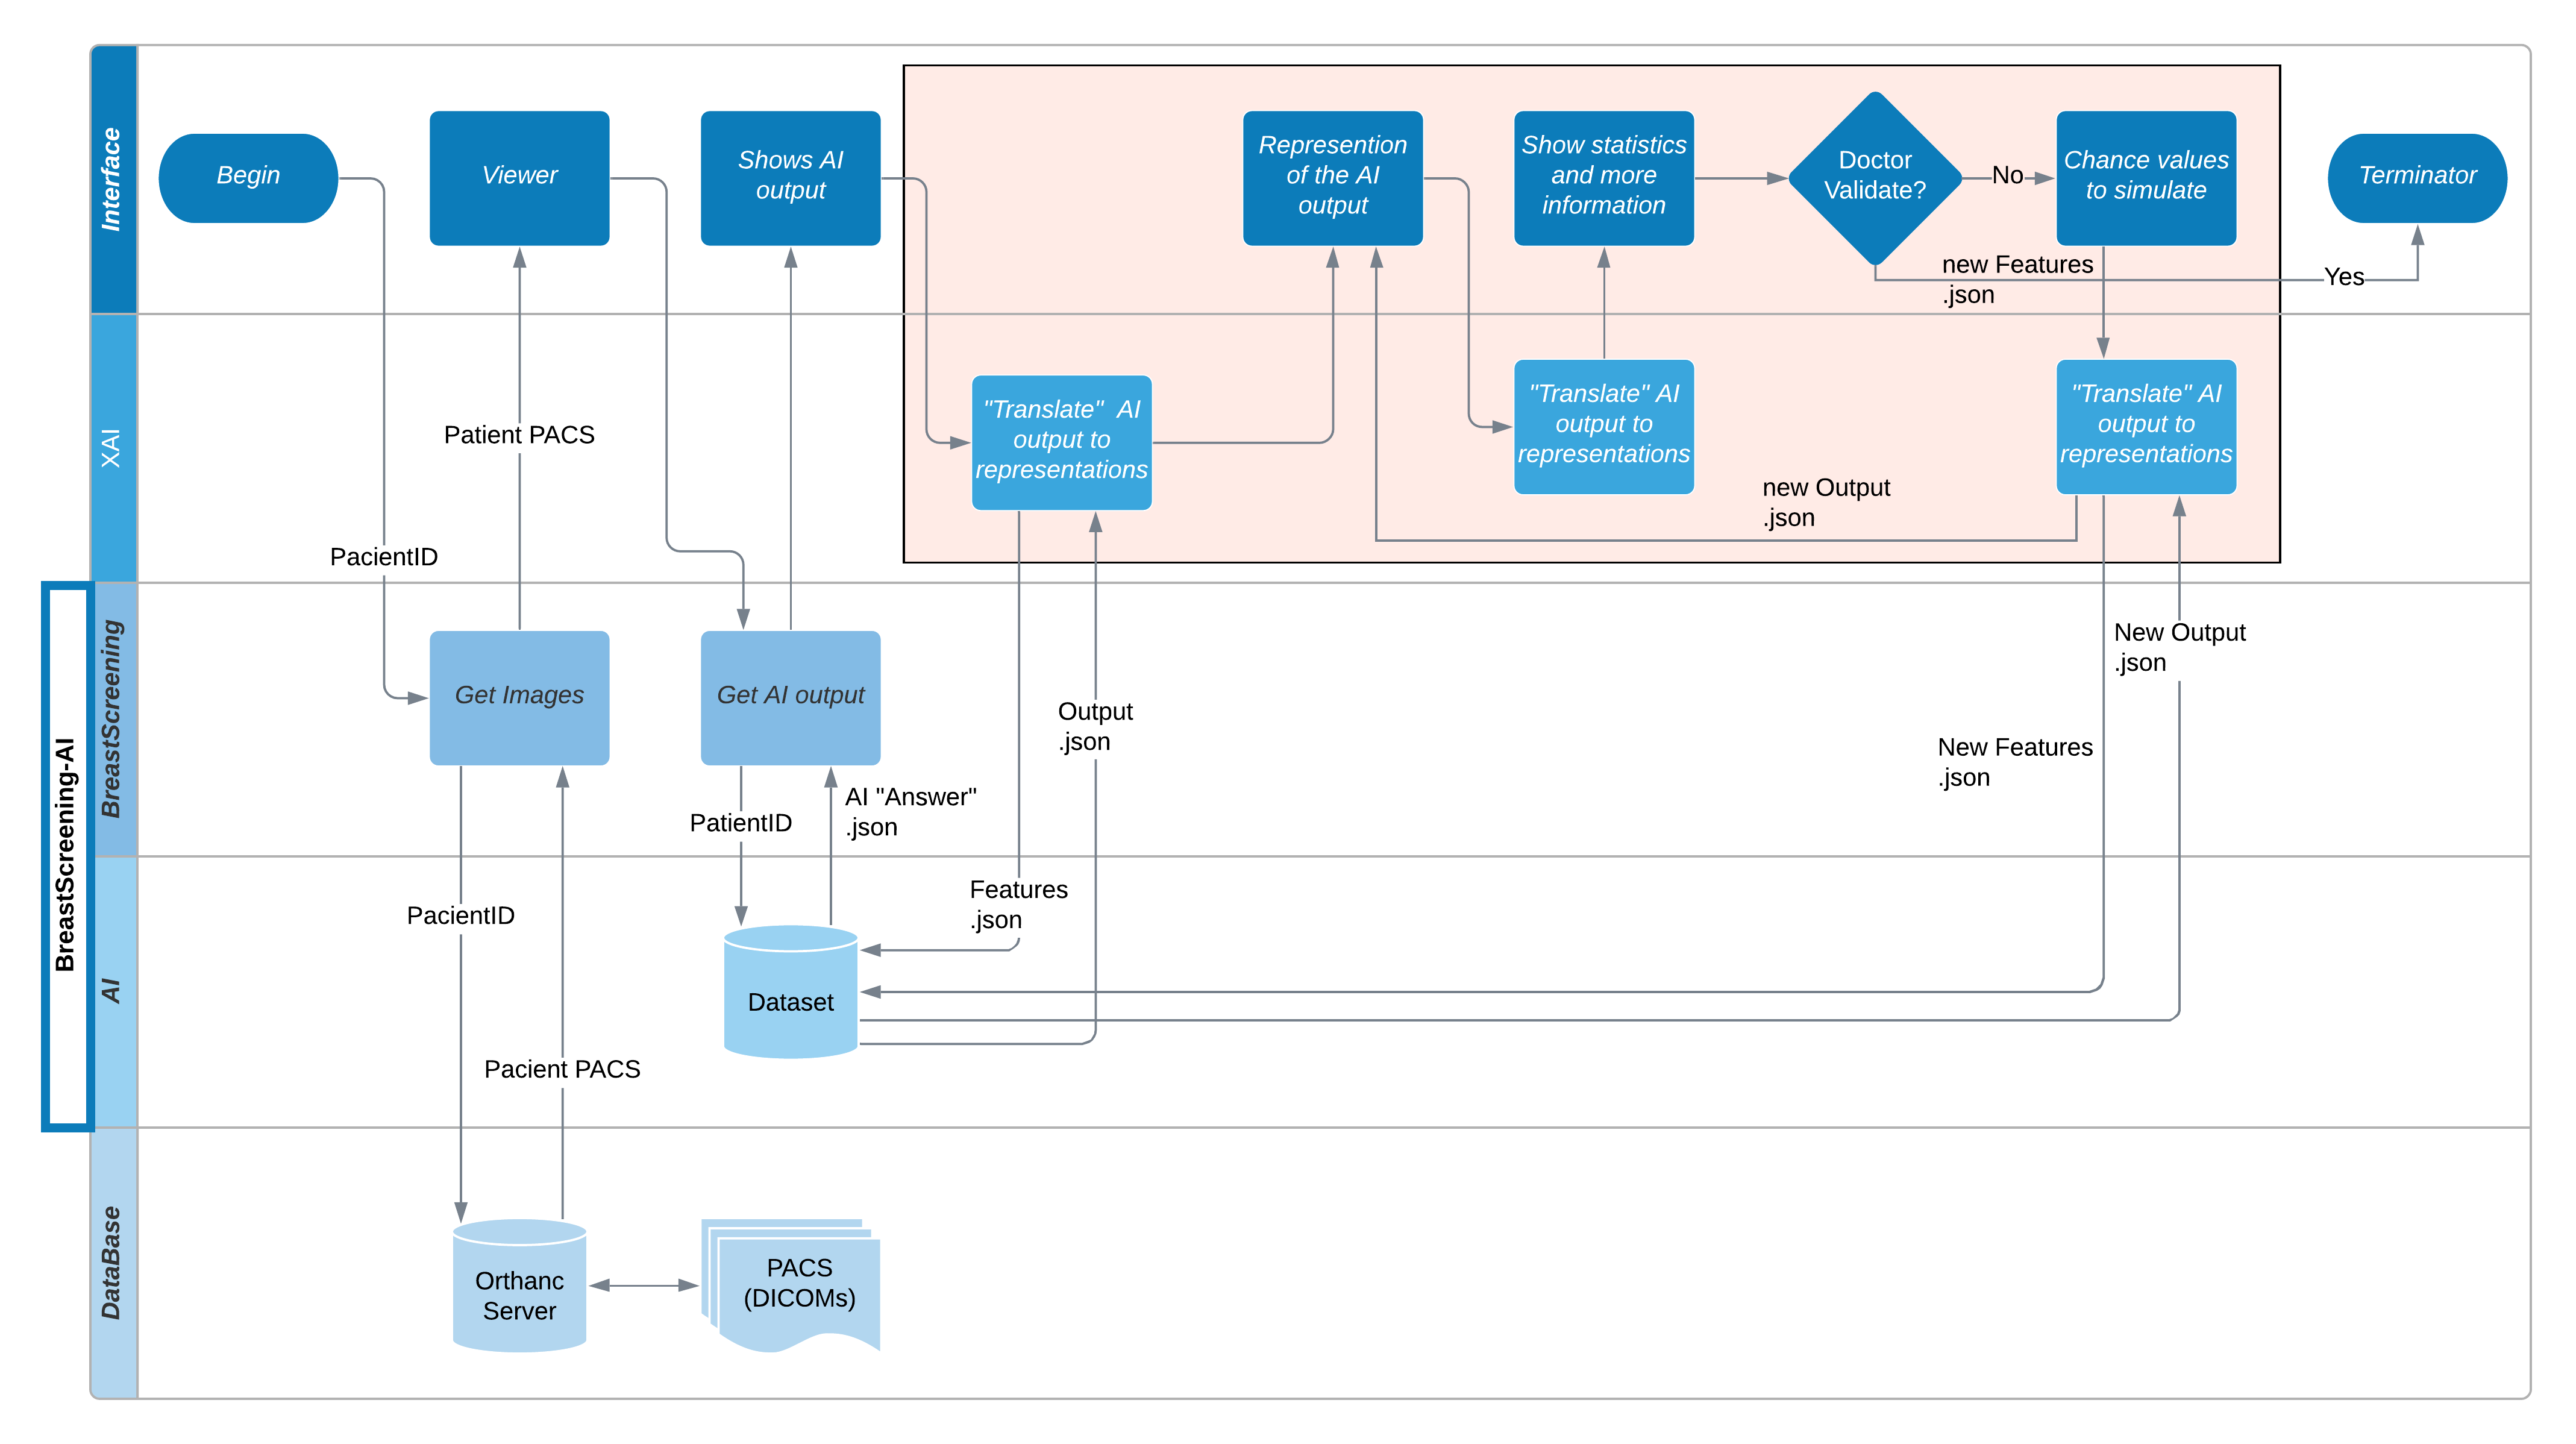 Interface
Begin
Viewer
Shows AI
output
Represention
of the AI
output
Show statistics
and more
information
Doctor
Validate?
No
Chance values
to simulate
Terminator
new Features
.json
Yes
XAI
Patient PACS
PacientID
"Translate" AI
output to
representations
"Translate" AI
output to
representations
"Translate" AI
output to
representations
new Output
.json
BreastScreening-AI
BreastScreening
Get Images
Get AI output
New Output
.json
Output
.json
New Features
.json
PatientID
AI "Answer"
.json
AI
PacientID
Features
.json
Dataset
Pacient PACS
DataBase
Orthanc
Server
PACS
(DICOMs)